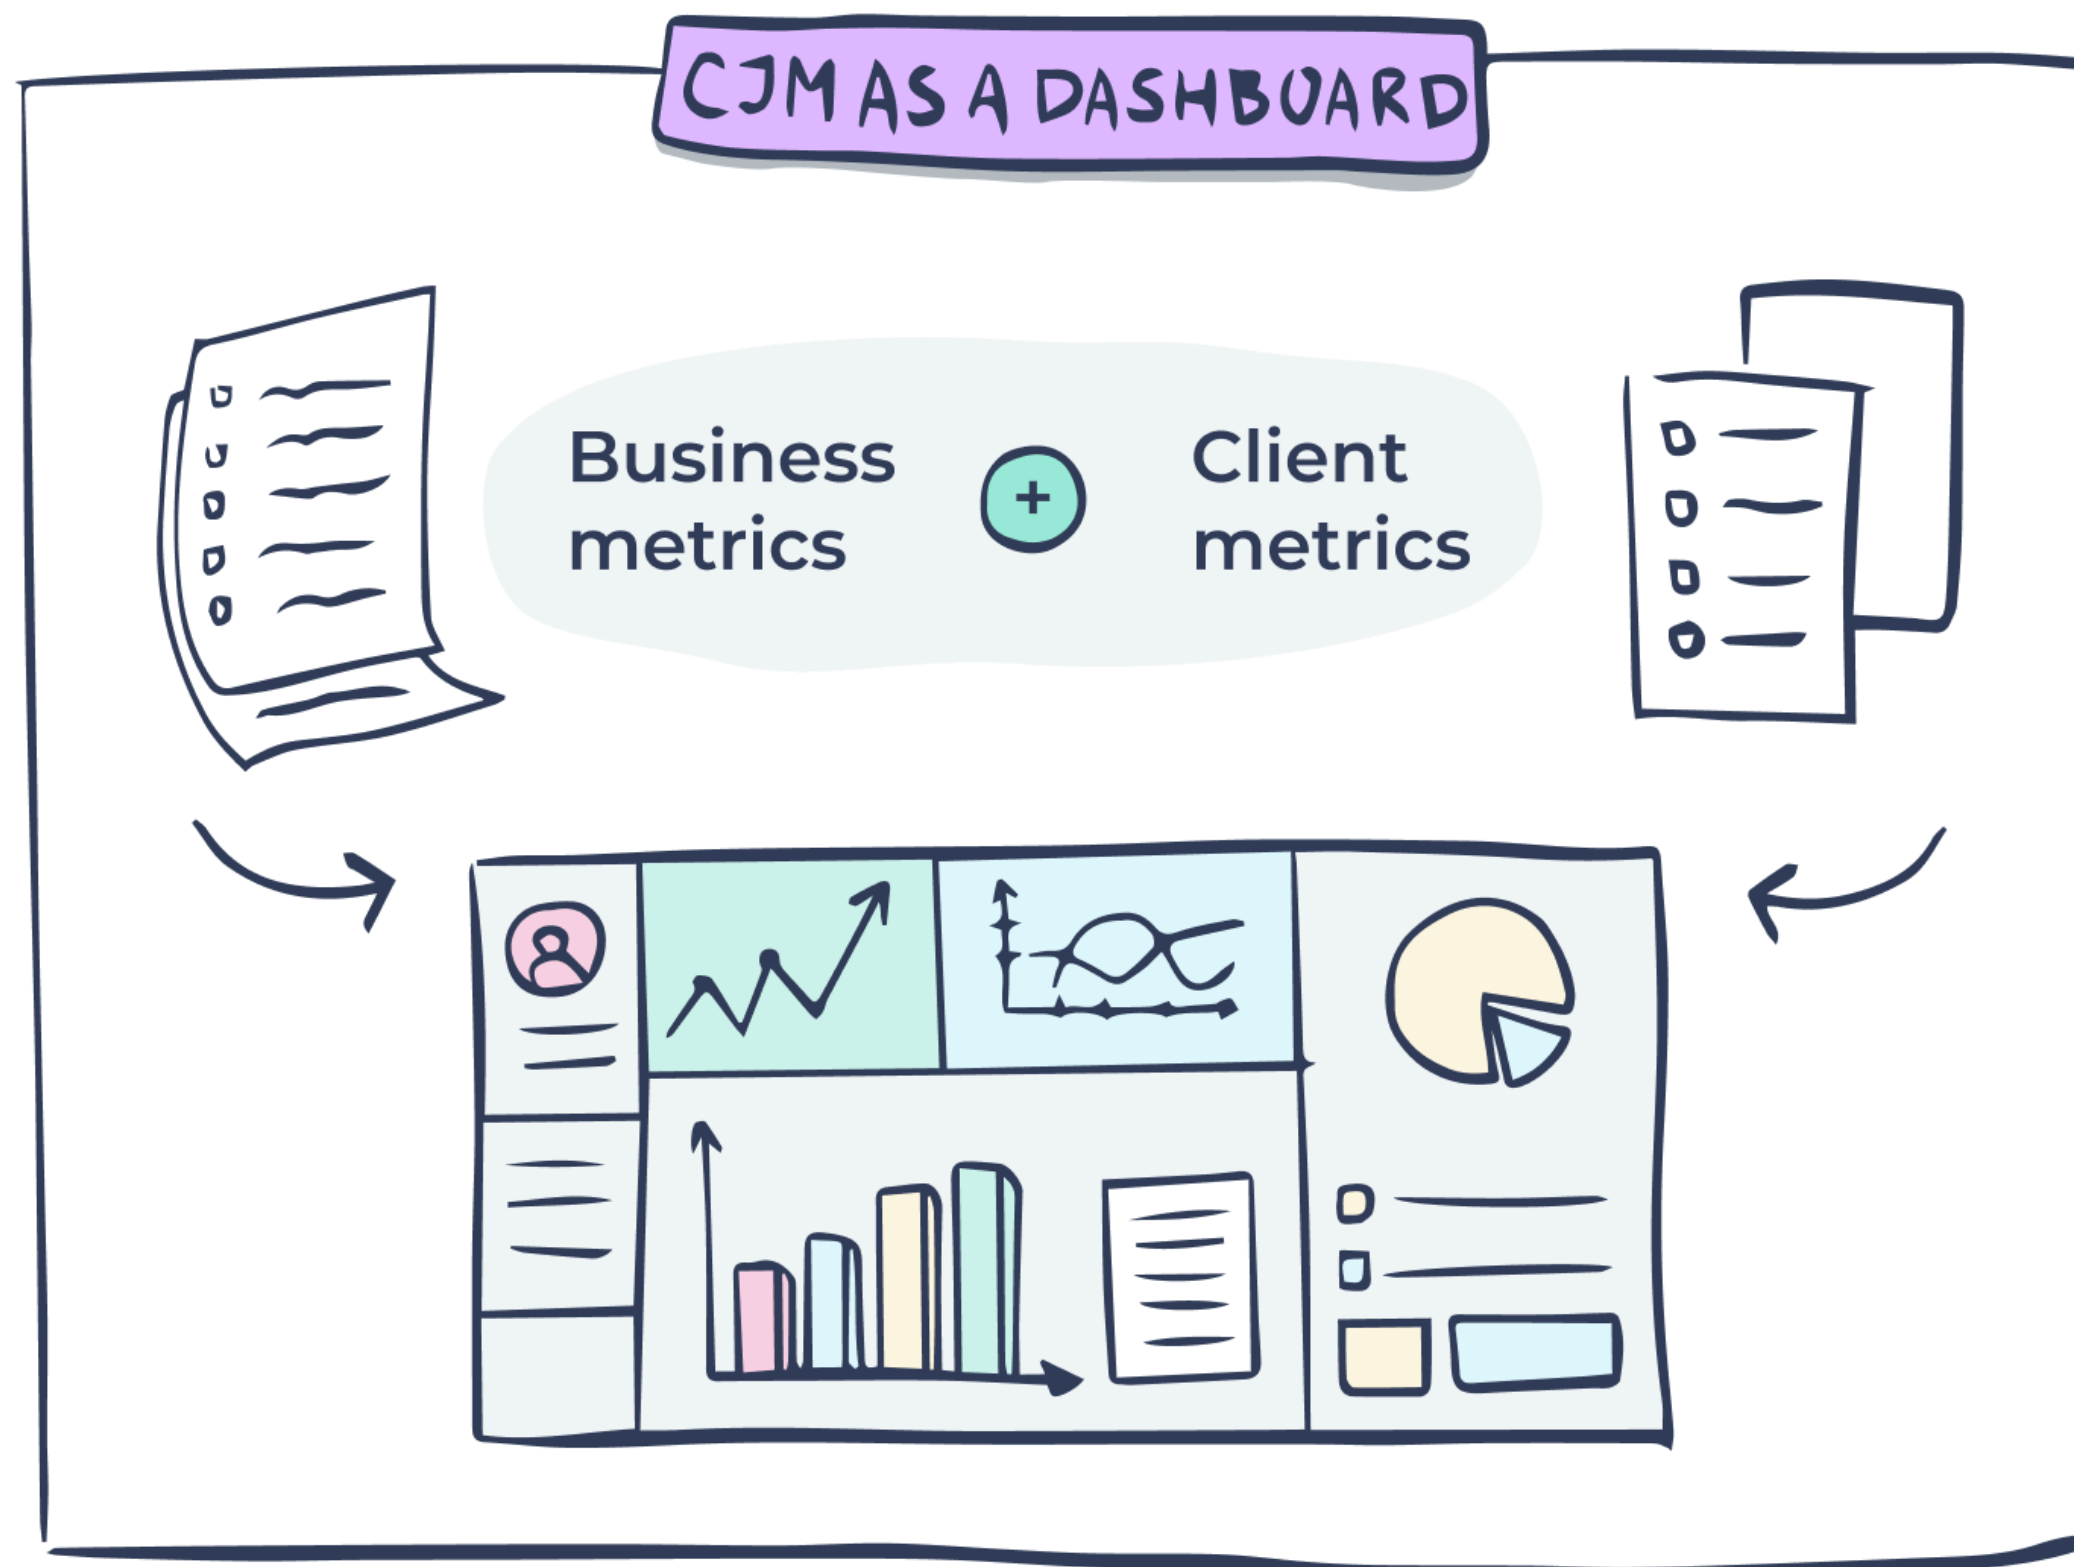 CJM AS A DASHBOARD
Business
metrics
+
Client
metrics